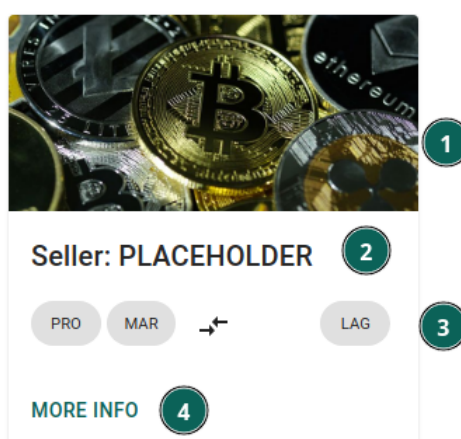 ethereum
1
Seller: PLACEHOLDER 2
PRO MAR LAG 3
MORE INFO 4